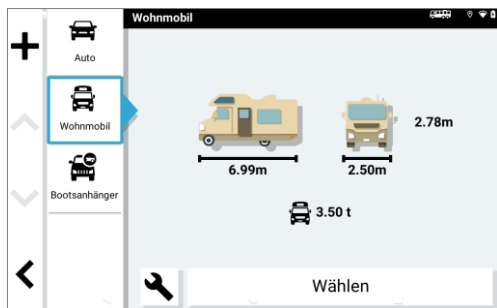 Wohnmobil
Auto
Wohnmobil
Bootsanhänger
2.78m
6.99m
2.50m
3.50 t
Wählen